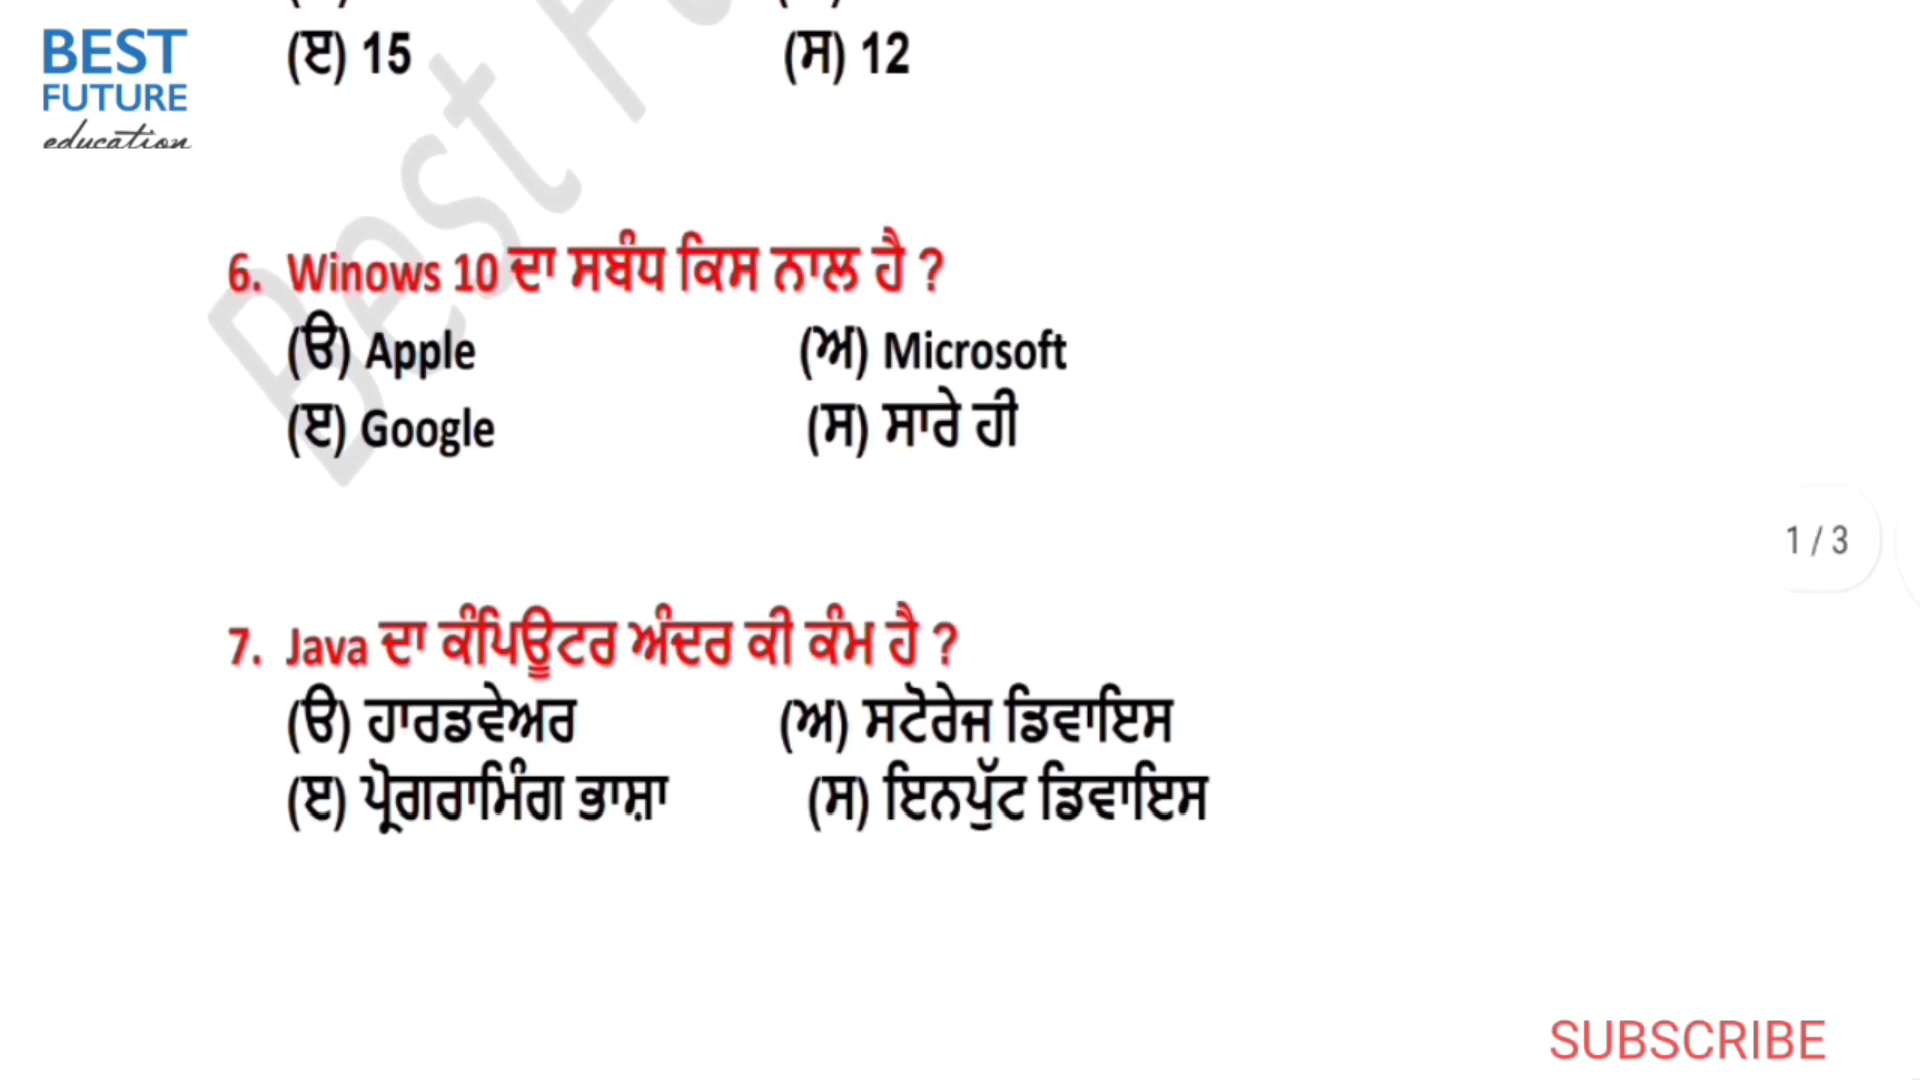 BEST
FUTURE
education
(ੲ) 15 (ਸ) 12
6. Winows 10 ਦਾ ਸਬੰਧ ਕਿਸ ਨਾਲ ਹੈ ?
(ੳ) Apple (ਅ) Microsoft
(ੲ) Google (ਸ) ਸਾਰੇ ਹੀ
1 / 3
7. Java ਦਾ ਕੰਪਿਊਟਰ ਅੰਦਰ ਕੀ ਕੰਮ ਹੈ ?
(ੳ) ਹਾਰਡਵੇਅਰ (ਅ) ਸਟੋਰੇਜ ਡਿਵਾਇਸ
(ੲ) ਪ੍ਰੋਗਰਾਮਿੰਗ ਭਾਸ਼ਾ (ਸ) ਇਨਪੁੱਟ ਡਿਵਾਇਸ
Best
SUBSCRIBE